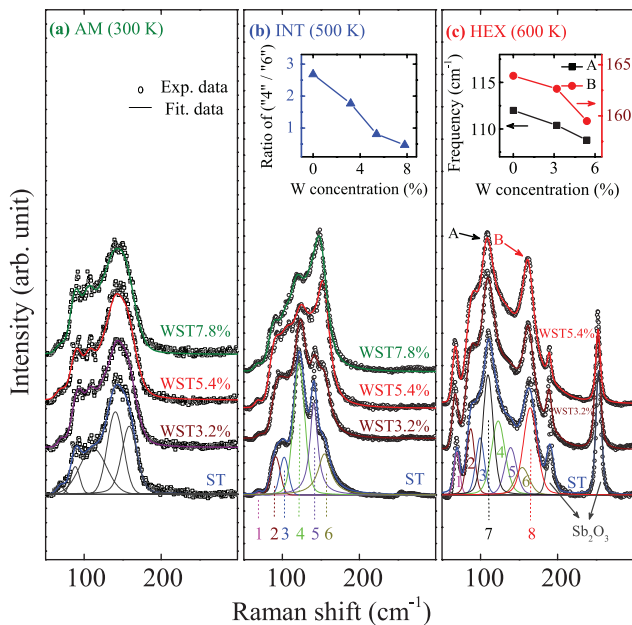 (a) AM (300 K)
Exp. data
Fit. data
WST7.8%
WST5.4%
WST3.2%
ST
100 200
(b) INT (500 K)
Ratio of ("4" / "6")
3
2
1
0 4 8
W concentration (%)
WST7.8%
WST5.4%
WST3.2%
ST
1 2 3 4 5 6
100 200
(c) HEX (600 K)
Frequency (cm-1)
115
110
A
B
165
160
0 3 6
W concentration (%)
A
B
WST5.4%
WST3.2%
1 2 3 4 5 6
ST
Sb2O3
7 8
100 200
Intensity (arb. unit)
Raman shift (cm-1)